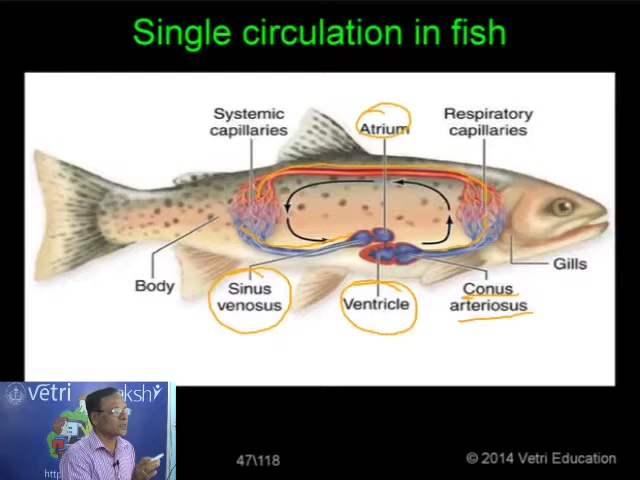 Single circulation in fish
Systemic
capillaries
Atrium
Respiratory
capillaries
Body
Sinus
venosus
Ventricle
Conus
arteriosus
Gills
vetri
47\118
© 2014 Vetri Education